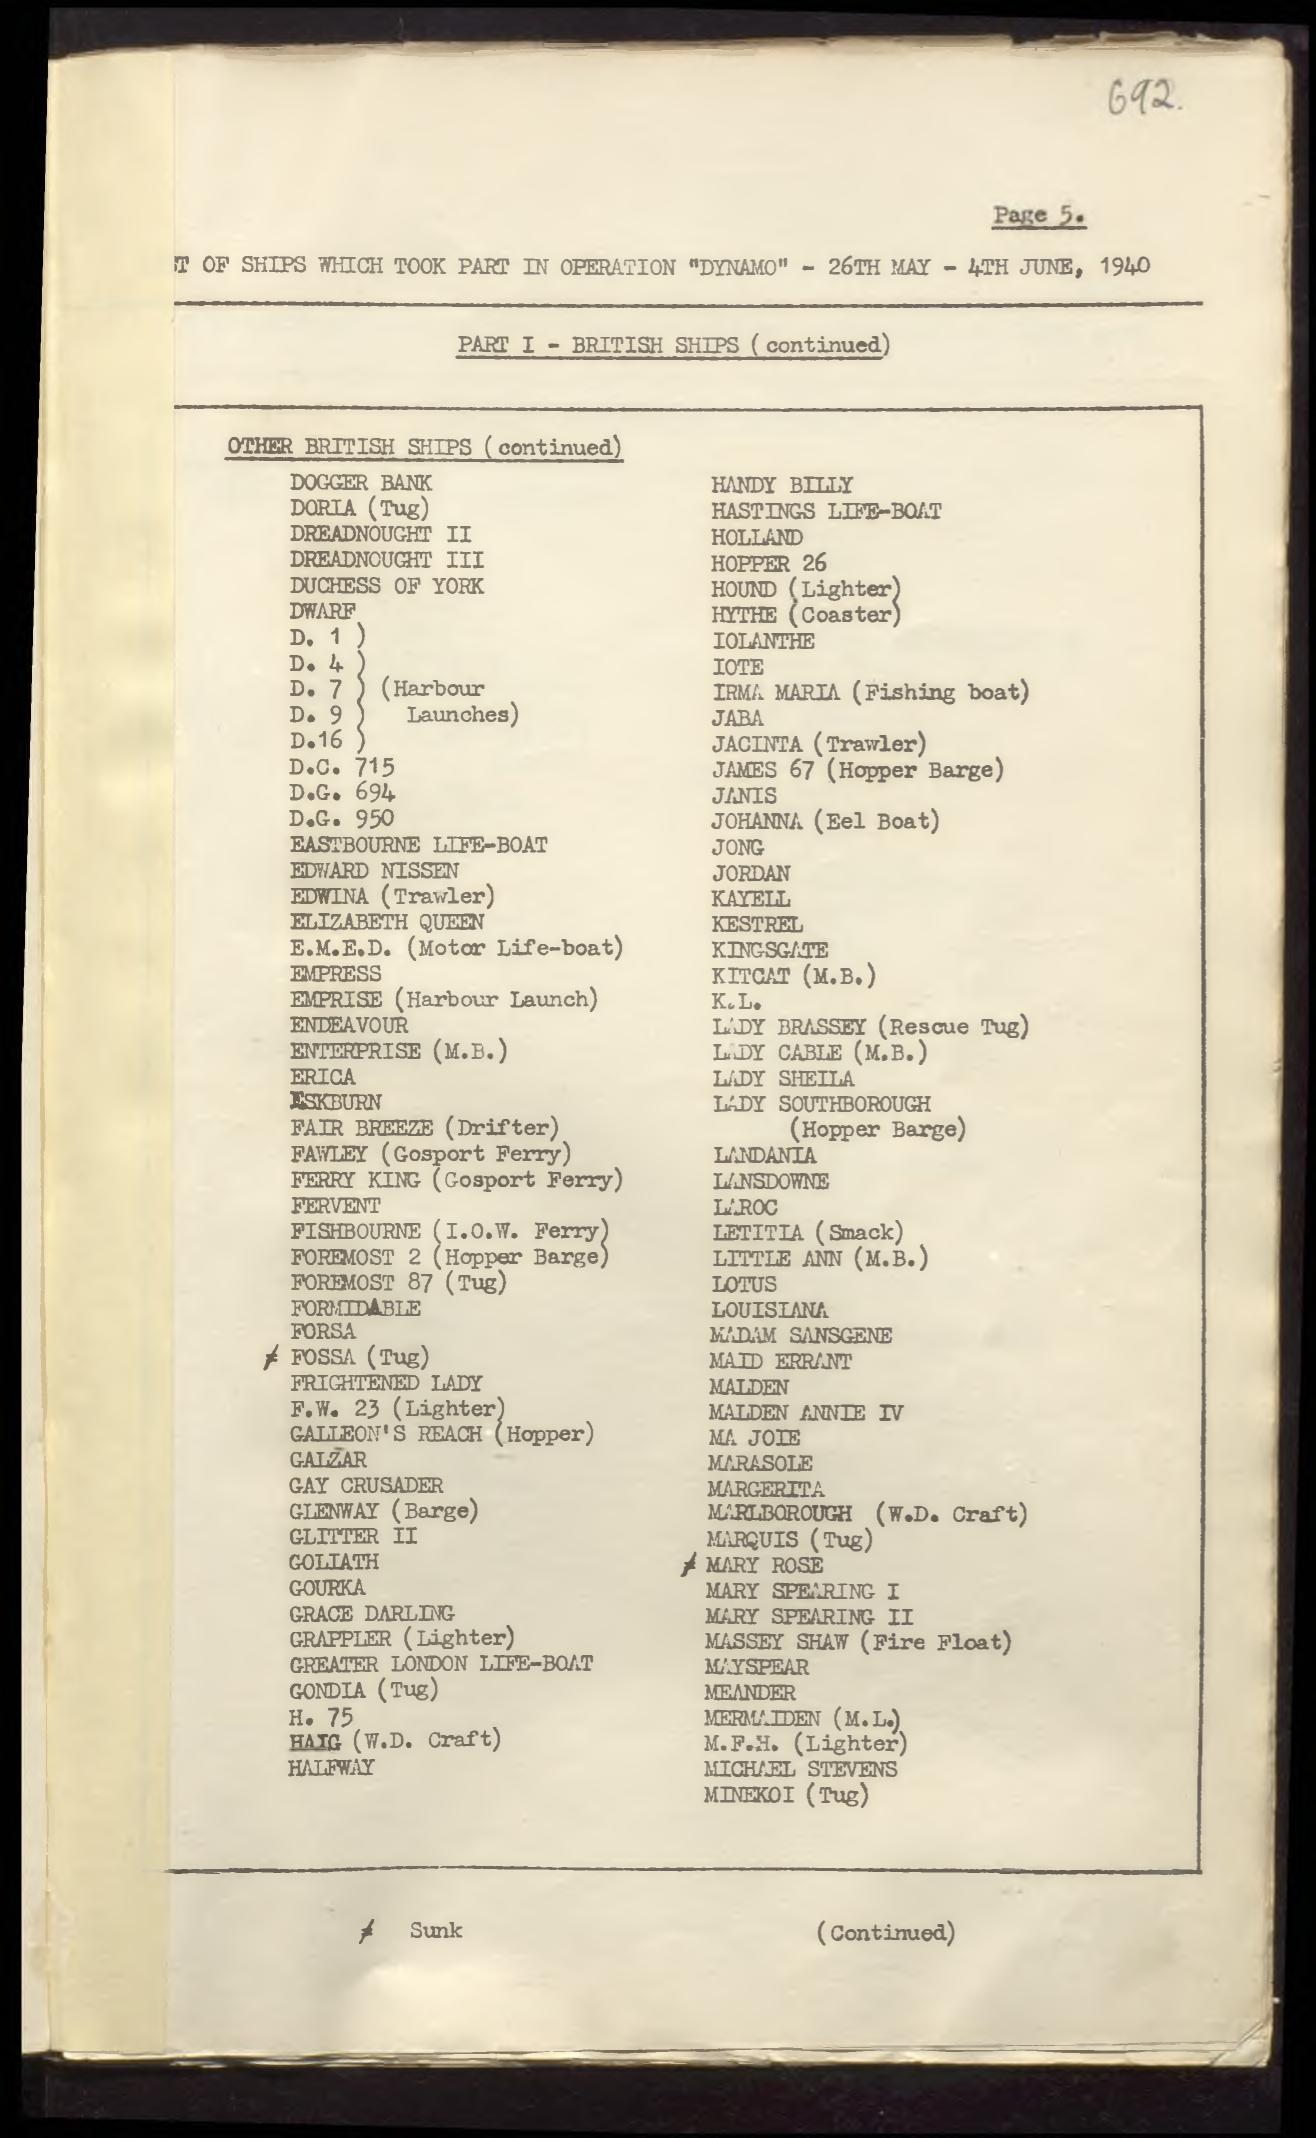 692.
Page 5.
OF SHIPS WHICH TOOK PART IN OPERATION "DYNAMO" - 26TH MAY - 4TH JUNE, 1940
PART I - BRITISH SHIPS (continued)
OTHER BRITISH SHIPS (continued)
DOGGER BANK
DORIA (Tug)
DREADNOUGHT II
DREADNOUGHT III
DUCHESS OF YORK
DWARF
D. 1 )
D. 4 )
D. 7 ) (Harbour
D. 9 ) Launches)
D.16 )
D.C. 715
D.G. 694
D.G. 950
EASTBOURNE LIFE-BOAT
EDWARD NISSEN
EDWINA (Trawler)
ELIZABETH QUEEN
E.M.E.D. (Motor Life-boat)
EMPRESS
EMPRISE (Harbour Launch)
ENDEAVOUR
ENTERPRISE (M.B.)
ERICA
ESKBURN
FAIR BREEZE (Drifter)
FAWLEY (Gosport Ferry)
FERRY KING (Gosport Ferry)
FERVENT
FISHBOURNE (I.O.W. Ferry)
FOREMOST 2 (Hopper Barge)
FOREMOST 87 (Tug)
FORMIDABLE
FORSA
≠ FOSSA (Tug)
FRIGHTENED LADY
F.W. 23 (Lighter)
GALLEON'S REACH (Hopper)
GALZAR
GAY CRUSADER
GLENWAY (Barge)
GLITTER II
GOLIATH
GOURKA
GRACE DARLING
GRAPPLER (Lighter)
GREATER LONDON LIFE-BOAT
GONDIA (Tug)
H. 75
HAIG (W.D. Craft)
HALFWAY
HANDY BILLY
HASTINGS LIFE-BOAT
HOLLAND
HOPPER 26
HOUND (Lighter)
HYTHE (Coaster)
IOLANTHE
IOTE
IRMA MARIA (Fishing boat)
JABA
JACINTA (Trawler)
JAMES 67 (Hopper Barge)
JANIS
JOHANNA (Eel Boat)
JONG
JORDAN
KAYELL
KESTREL
KINGSGATE
KITCAT (M.B.)
K.L.
LADY BRASSEY (Rescue Tug)
LADY CABLE (M.B.)
LADY SHEILA
LADY SOUTHBOROUGH
(Hopper Barge)
LANDANIA
LANSDOWNE
LAROC
LETITIA (Smack)
LITTLE ANN (M.B.)
LOTUS
LOUISIANA
MADAM SANSGENE
MAID ERRANT
MALDEN
MALDEN ANNIE IV
MA JOIE
MARASOLE
MARGERITA
MARLBOROUGH (W.D. Craft)
MARQUIS (Tug)
≠ MARY ROSE
MARY SPEARING I
MARY SPEARING II
MASSEY SHAW (Fire Float)
MAYSPEAR
MEANDER
MERMAIDEN (M.L.)
M.F.H. (Lighter)
MICHAEL STEVENS
MINEKOI (Tug)
≠ Sunk
(Continued)